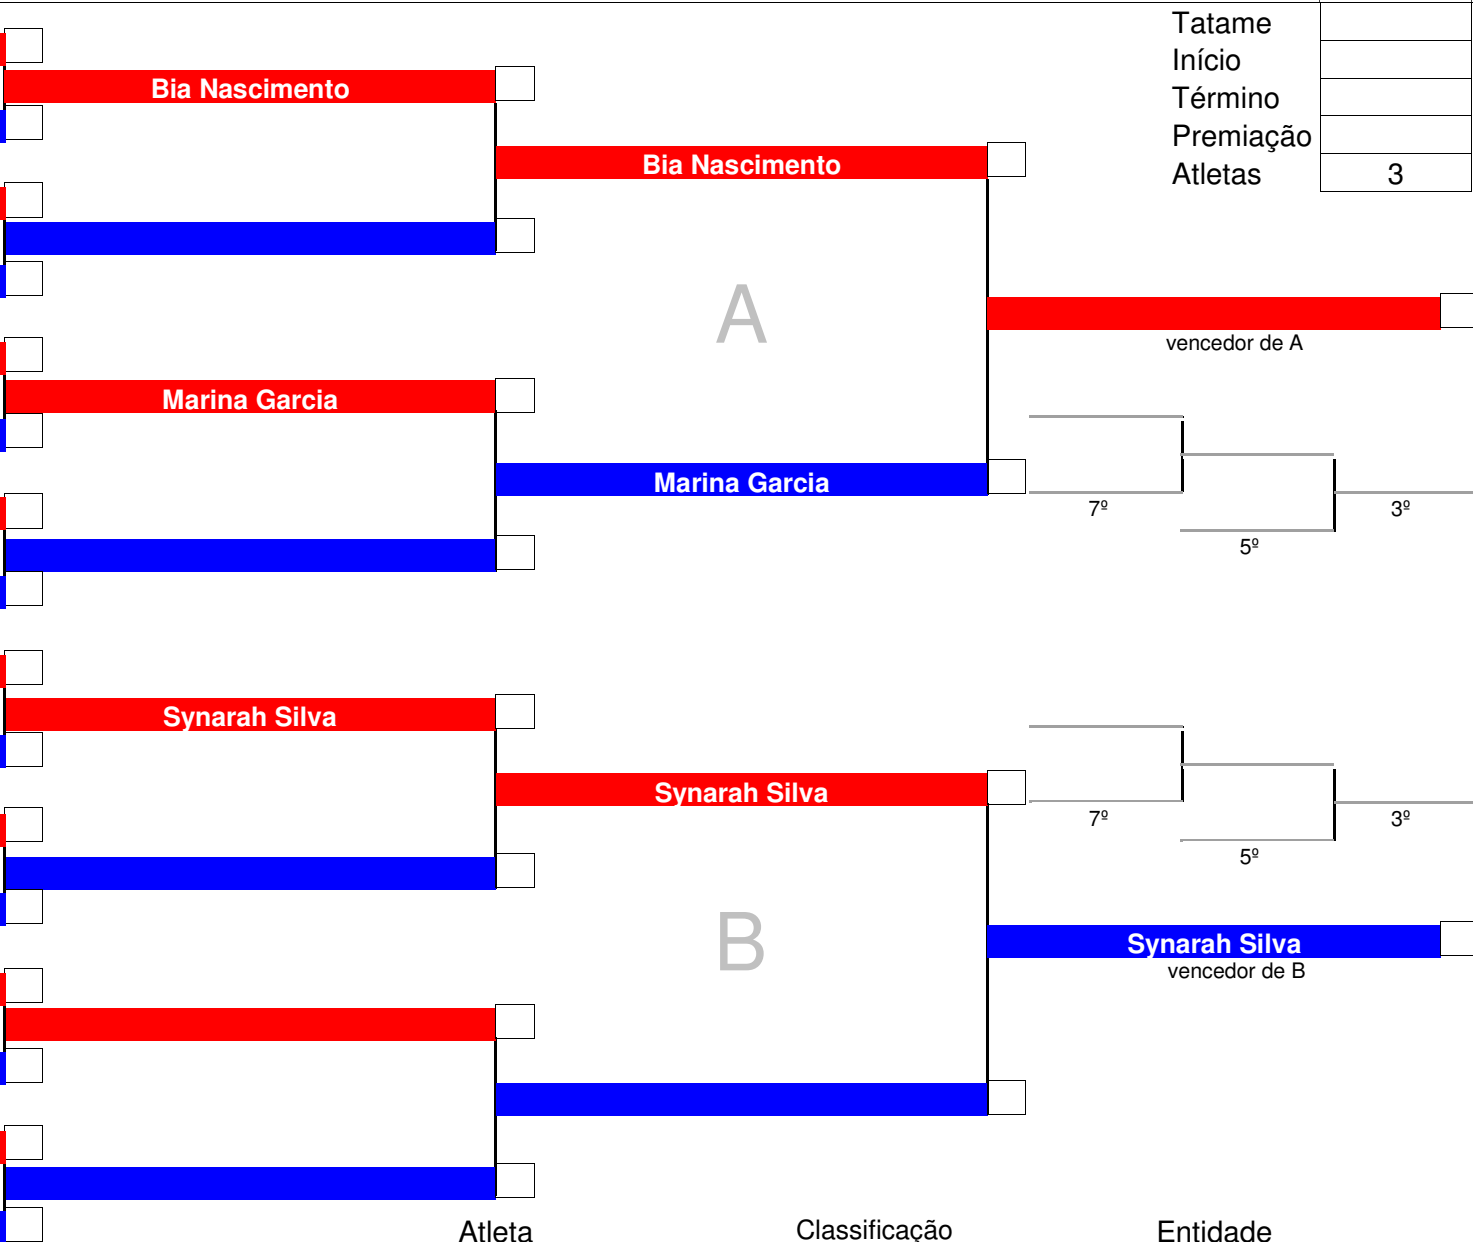 Tatame
Início
Bia Nascimento
Término
Premiação
Bia Nascimento
Atletas 3
A
vencedor de A
Marina Garcia
Marina Garcia
7º 3º
5º
Synarah Silva
Synarah Silva
7º 3º
5º
B
Synarah Silva
vencedor de B
Atleta Classificação Entidade